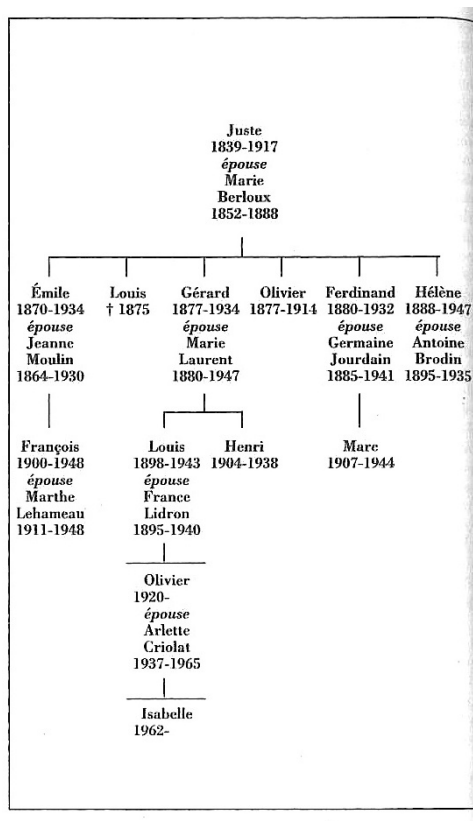 Juste
1839-1917
épouse
Marie
Berloux
1852-1888
Émile
1870-1934
épouse
Jeanne
Moulin
1864-1930
Louis
† 1875
Gérard
1877-1934
épouse
Marie
Laurent
1880-1947
Olivier
1877-1914
Ferdinand
1880-1932
épouse
Germaine
Jourdain
1885-1941
Hélène
1888-1947
épouse
Antoine
Brodin
1895-1935
François
1900-1948
épouse
Marthe
Lehameau
1911-1948
Louis
1898-1943
épouse
France
Lidron
1895-1940
Henri
1904-1938
Marc
1907-1944
Olivier
1920-
épouse
Arlette
Criolat
1937-1965
Isabelle
1962-